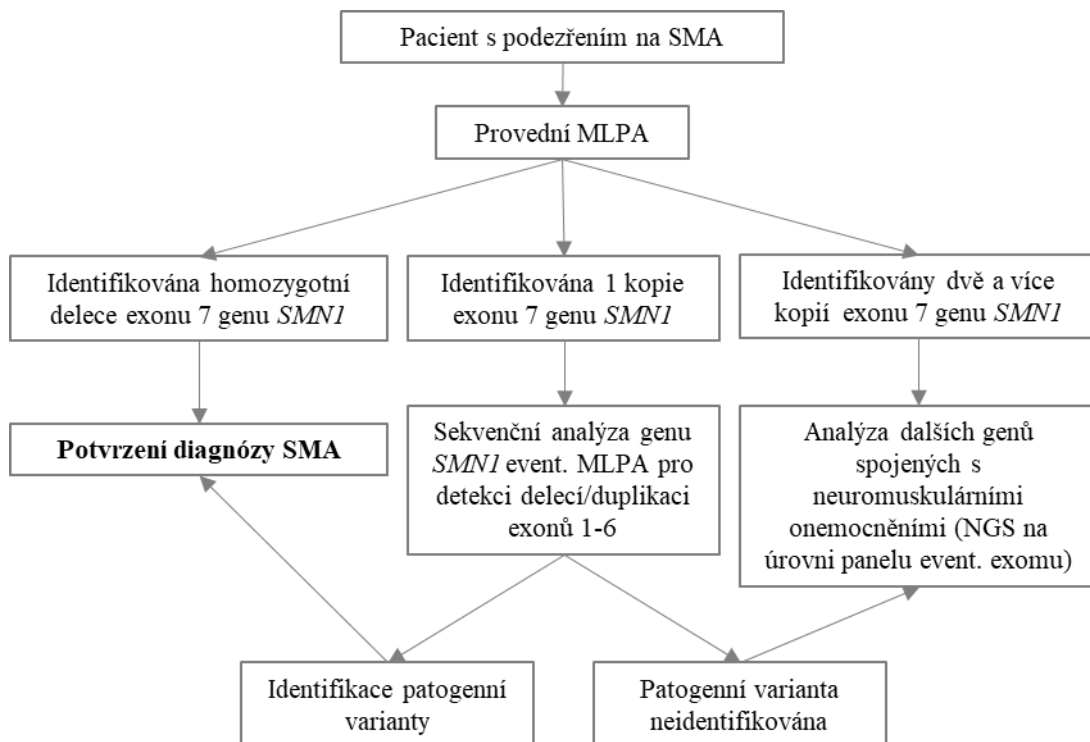 Pacient s podezřením na SMA
Provední MLPA
Identifikována homozygotní
delece exonu 7 genu SMN1
Identifikována 1 kopie
exonu 7 genu SMN1
Identifikovány dvě a více
kopií exonu 7 genu SMN1
Potvrzení diagnózy SMA
Sekvenční analýza genu
SMN1 event. MLPA pro
detekci delecí/duplikaci
exonů 1-6
Analýza dalších genů
spojených s
neuromuskulárními
onemocněními (NGS na
úrovni panelu event. exomu)
Identifikace patogenní
varianty
Patogenní varianta
neidentifikována